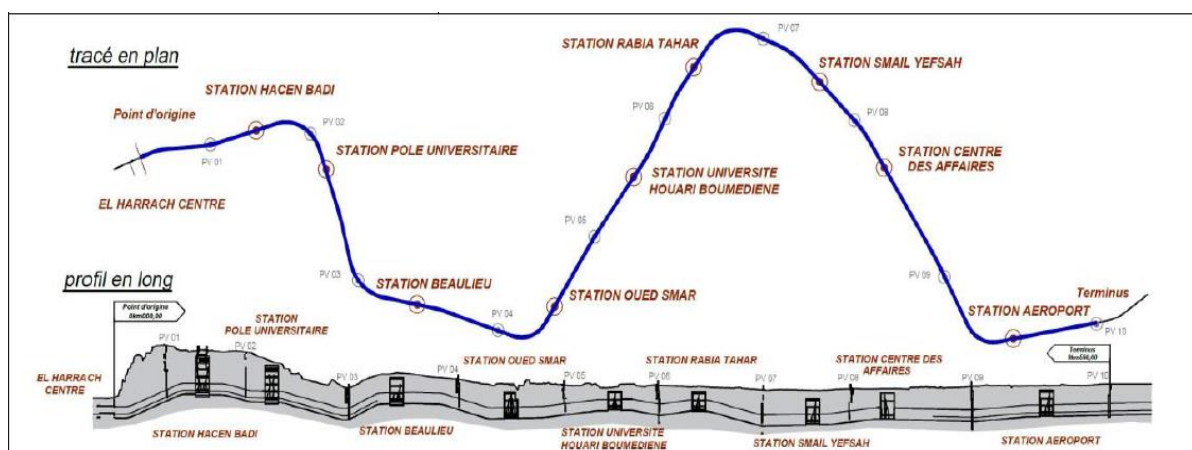 tracé en plan
Point d'origine
EL HARRACH CENTRE
PV 01
STATION HACEN BADI
PV 02
STATION POLE UNIVERSITAIRE
PV 03
STATION BEAULIEU
PV 04
STATION OUED SMAR
PV 05
STATION UNIVERSITE
HOUARI BOUMEDIENE
PV 06
STATION RABIA TAHAR
PV 07
STATION SMAIL YEFSAH
PV 08
STATION CENTRE
DES AFFAIRES
PV 09
STATION AEROPORT
PV 10
Terminus
profil en long
Point d'origine
0km000,00
EL HARRACH
CENTRE
PV 01
STATION HACEN BADI
PV 02
STATION
POLE UNIVERSITAIRE
PV 03
STATION BEAULIEU
PV 04
STATION OUED SMAR
PV 05
STATION UNIVERSITE
HOUARI BOUMEDIENE
PV 06
STATION RABIA TAHAR
PV 07
STATION SMAIL YEFSAH
PV 08
STATION CENTRE DES
AFFAIRES
PV 09
STATION AEROPORT
PV 10
Terminus